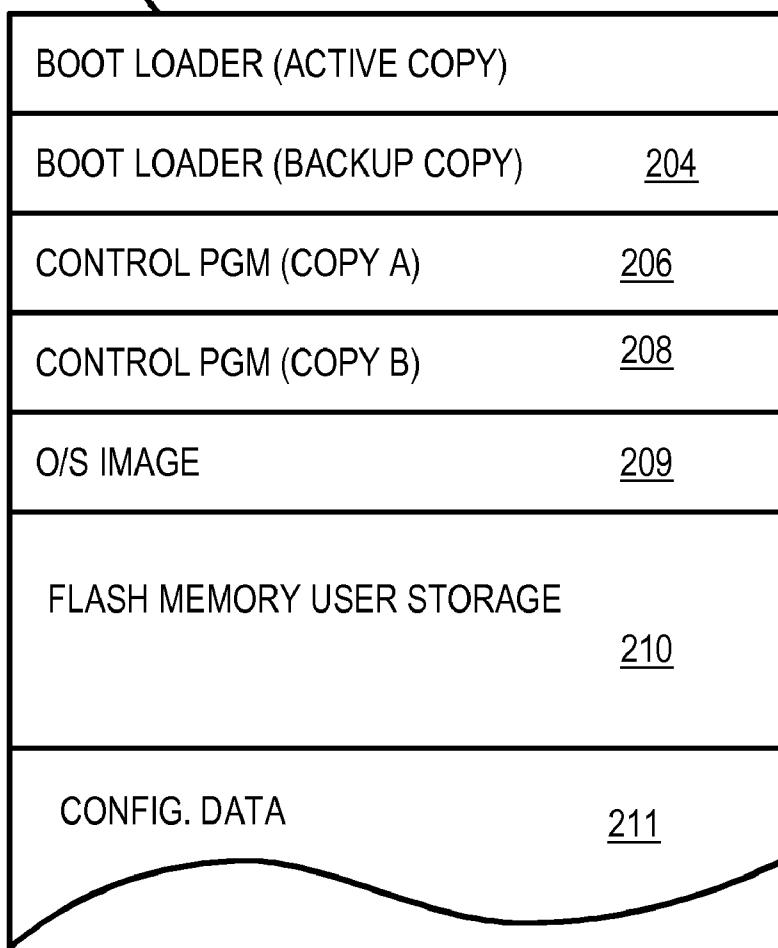 BOOT LOADER (ACTIVE COPY)
BOOT LOADER (BACKUP COPY) 204
CONTROL PGM (COPY A) 206
CONTROL PGM (COPY B) 208
O/S IMAGE 209
FLASH MEMORY USER STORAGE
210
CONFIG. DATA 211